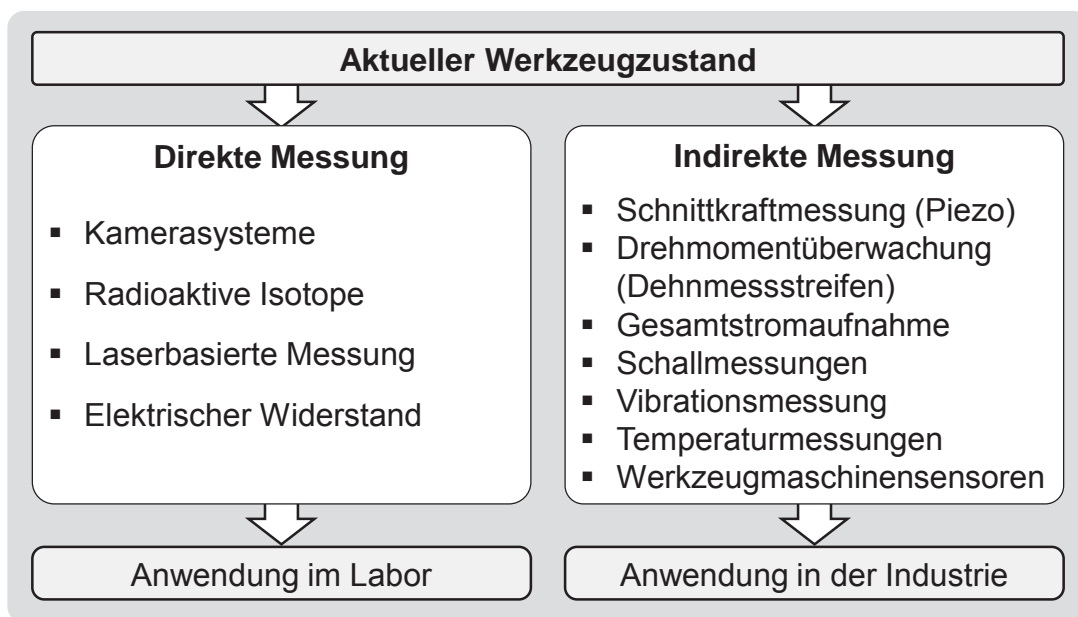 Aktueller Werkzeugzustand
Direkte Messung
▪ Kamerasysteme
▪ Radioaktive Isotope
▪ Laserbasierte Messung
▪ Elektrischer Widerstand
Anwendung im Labor
Indirekte Messung
▪ Schnittkraftmessung (Piezo)
▪ Drehmomentüberwachung
(Dehnmessstreifen)
▪ Gesamtstromaufnahme
▪ Schallmessungen
▪ Vibrationsmessung
▪ Temperaturmessungen
▪ Werkzeugmaschinensensoren
Anwendung in der Industrie